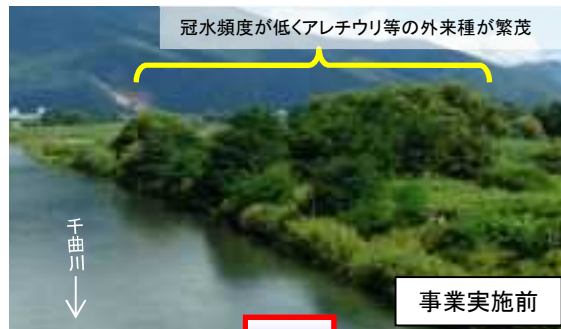 冠水頻度が低くアレチウリ等の外来種が繁茂
千曲川
事業実施前